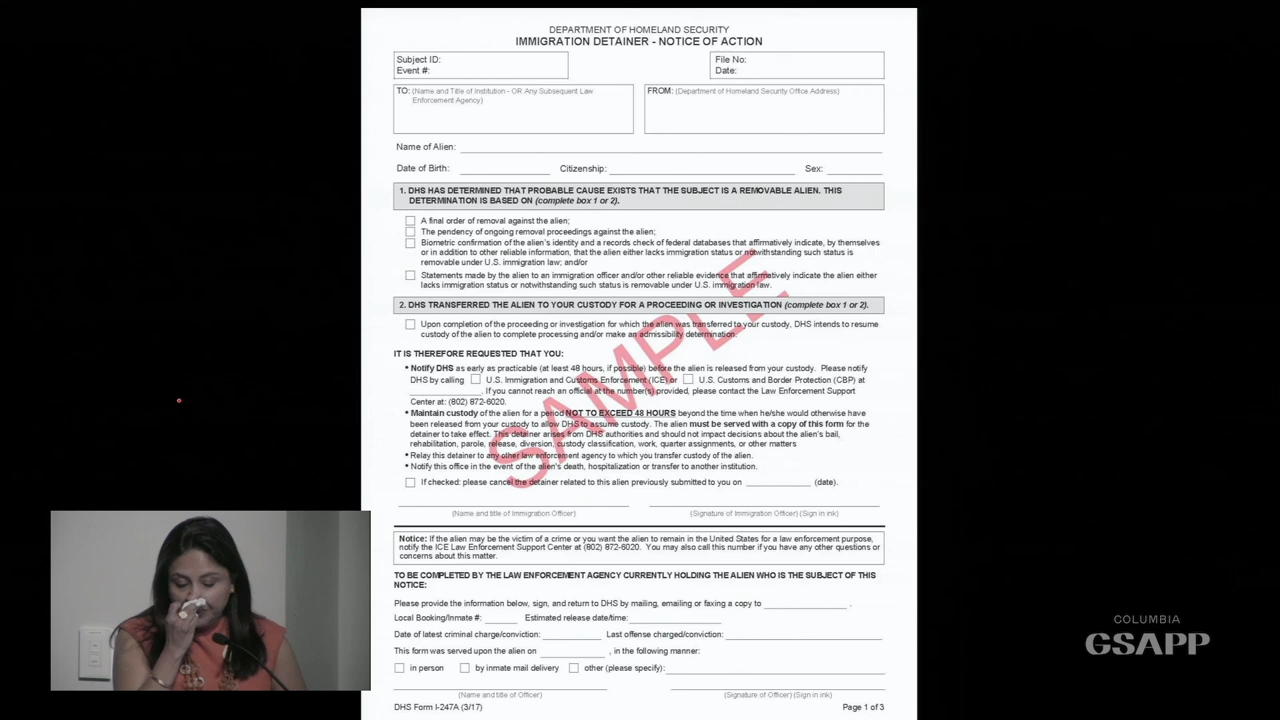 DEPARTMENT OF HOMELAND SECURITY
IMMIGRATION DETAINER - NOTICE OF ACTION
Subject ID:
Event #:
File No:
Date:
TO: (Name and Title of Institution - OR Any Subsequent Law
Enforcement Agency)
FROM: (Department of Homeland Security Office Address)
Name of Alien:
Date of Birth: Citizenship: Sex:
1. DHS HAS DETERMINED THAT PROBABLE CAUSE EXISTS THAT THE SUBJECT IS A REMOVABLE ALIEN. THIS
DETERMINATION IS BASED ON (complete box 1 or 2).
A final order of removal against the alien;
The pendency of ongoing removal proceedings against the alien;
Biometric confirmation of the alien's identity and a records check of federal databases that affirmatively indicate, by themselves
or in addition to other reliable information, that the alien either lacks immigration status or notwithstanding such status is
removable under U.S. immigration law; and/or
Statements made by the alien to an immigration officer and/or other reliable evidence that affirmatively indicate the alien either
lacks immigration status or notwithstanding such status is removable under U.S. immigration law.
2. DHS TRANSFERRED THE ALIEN TO YOUR CUSTODY FOR A PROCEEDING OR INVESTIGATION (complete box 1 or 2).
Upon completion of the proceeding or investigation for which the alien was transferred to your custody, DHS intends to resume
custody of the alien to complete processing and/or make an admissibility determination.
IT IS THEREFORE REQUESTED THAT YOU:
• Notify DHS as early as practicable (at least 48 hours, if possible) before the alien is released from your custody. Please notify
DHS by calling U.S. Immigration and Customs Enforcement (ICE) or U.S. Customs and Border Protection (CBP) at
. If you cannot reach an official at the number(s) provided, please contact the Law Enforcement Support
Center at: (802) 872-6020.
• Maintain custody of the alien for a period NOT TO EXCEED 48 HOURS beyond the time when he/she would otherwise have
been released from your custody to allow DHS to assume custody. The alien must be served with a copy of this form for the
detainer to take effect. This detainer arises from DHS authorities and should not impact decisions about the alien's bail,
rehabilitation, parole, release, diversion, custody classification, work, quarter assignments, or other matters
• Relay this detainer to any other law enforcement agency to which you transfer custody of the alien.
• Notify this office in the event of the alien's death, hospitalization or transfer to another institution.
If checked: please cancel the detainer related to this alien previously submitted to you on (date).
SAMPLE
(Name and title of Immigration Officer) (Signature of Immigration Officer) (Sign in ink)
Notice: If the alien may be the victim of a crime or you want the alien to remain in the United States for a law enforcement purpose,
notify the ICE Law Enforcement Support Center at (802) 872-6020. You may also call this number if you have any other questions or
concerns about this matter.
TO BE COMPLETED BY THE LAW ENFORCEMENT AGENCY CURRENTLY HOLDING THE ALIEN WHO IS THE SUBJECT OF THIS
NOTICE:
Please provide the information below, sign, and return to DHS by mailing, emailing or faxing a copy to .
Local Booking/Inmate #: Estimated release date/time:
Date of latest criminal charge/conviction: Last offense charged/conviction:
This form was served upon the alien on , in the following manner:
in person by inmate mail delivery other (please specify):
(Name and title of Officer) (Signature of Officer) (Sign in ink)
DHS Form I-247A (3/17) Page 1 of 3
COLUMBIA
GSAPP